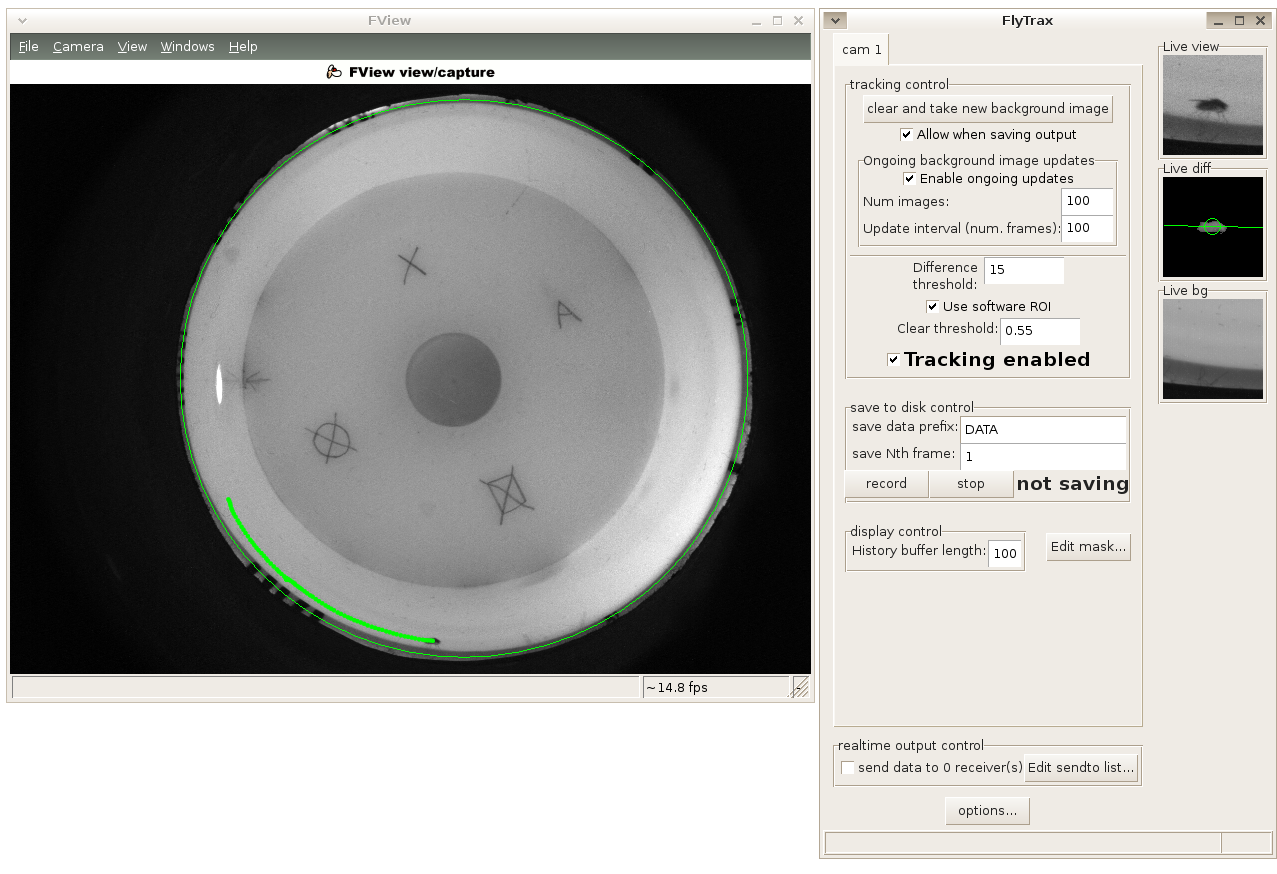 FView
File Camera View Windows Help
FView view/capture
A
~14.8 fps
FlyTrax
cam 1
tracking control
clear and take new background image
Allow when saving output
Ongoing background image updates
Enable ongoing updates
Num images: 100
Update interval (num. frames): 100
Difference threshold: 15
Use software ROI
Clear threshold: 0.55
Tracking enabled
save to disk control
save data prefix: DATA
save Nth frame: 1
record stop not saving
display control
History buffer length: 100
Edit mask...
realtime output control
send data to 0 receiver(s) Edit sendto list...
options...
Live view
Live diff
Live bg